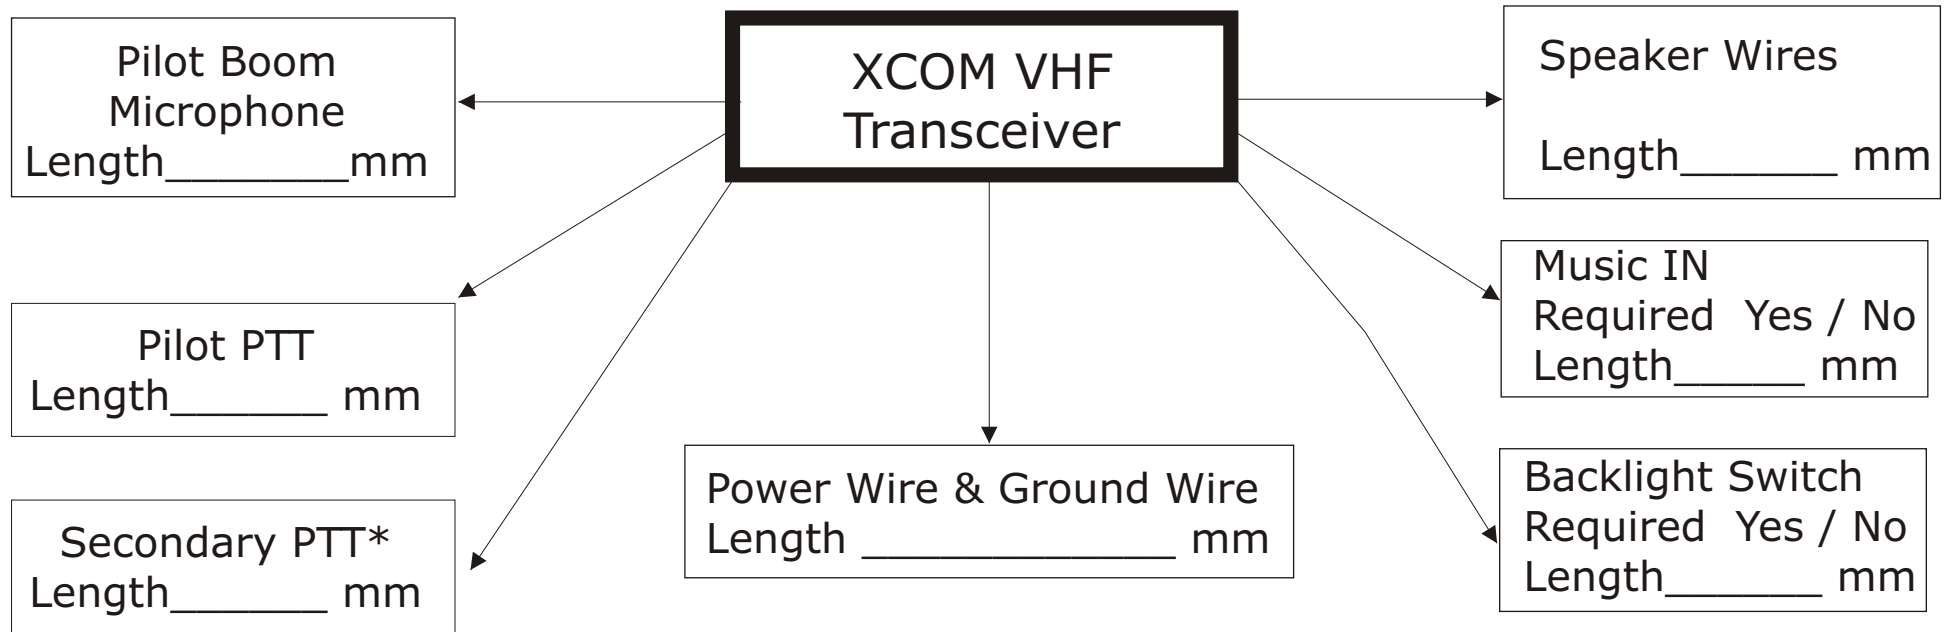 Pilot Boom
Microphone
Length_______mm
XCOM VHF
Transceiver
Speaker Wires
Length______ mm
Pilot PTT
Length______ mm
Music IN
Required  Yes / No
Length_____ mm
Secondary PTT*
Length______ mm
Power Wire & Ground Wire
Length ____________ mm
Backlight Switch
Required  Yes / No
Length______ mm